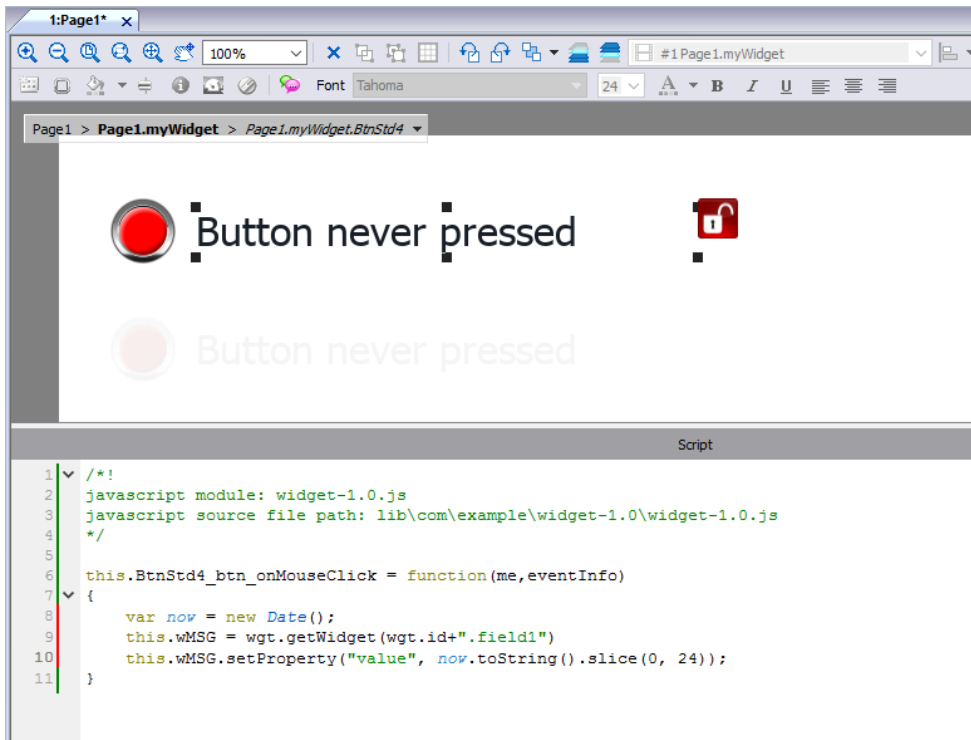 1:Page1* x
100% #1 Page1.myWidget
Font Tahoma 24 A B I U
Page1 > Page1.myWidget > Page1.myWidget.BtnStd4
Button never pressed
Button never pressed
Script
1 /*!
2 javascript module: widget-1.0.js
3 javascript source file path: lib\com\example\widget-1.0\widget-1.0.js
4 */
5
6 this.BtnStd4_btn_onMouseClick = function(me,eventInfo)
7 {
8 var now = new Date();
9 this.wMSG = wgt.getWidget(wgt.id+".field1")
10 this.wMSG.setProperty("value", now.toString().slice(0, 24));
11 }